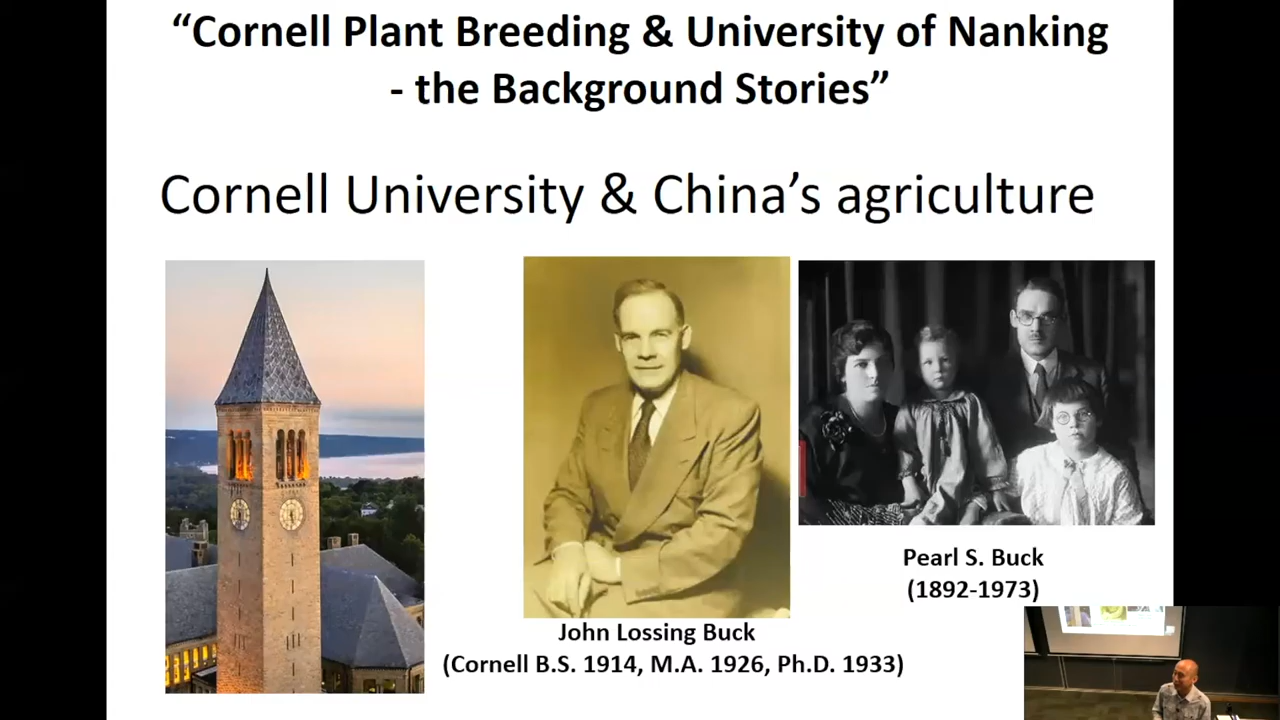 “Cornell Plant Breeding & University of Nanking
- the Background Stories”
Cornell University & China’s agriculture
Pearl S. Buck
(1892-1973)
John Lossing Buck
(Cornell B.S. 1914, M.A. 1926, Ph.D. 1933)